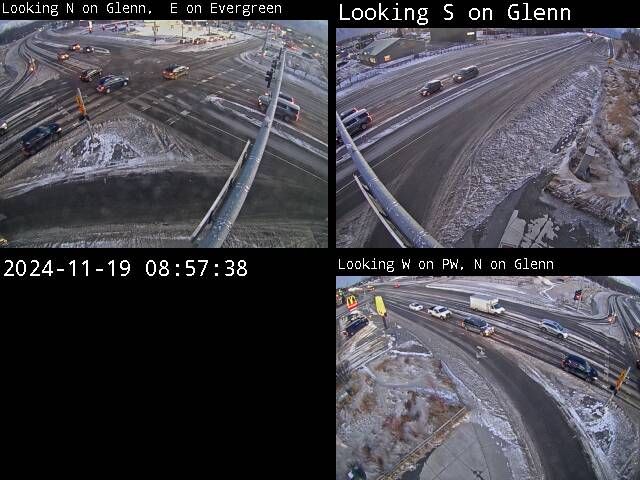 Looking N on Glenn,  E on Evergreen
Looking S on Glenn
2024-11-19 08:57:38
Looking W on PW, N on Glenn